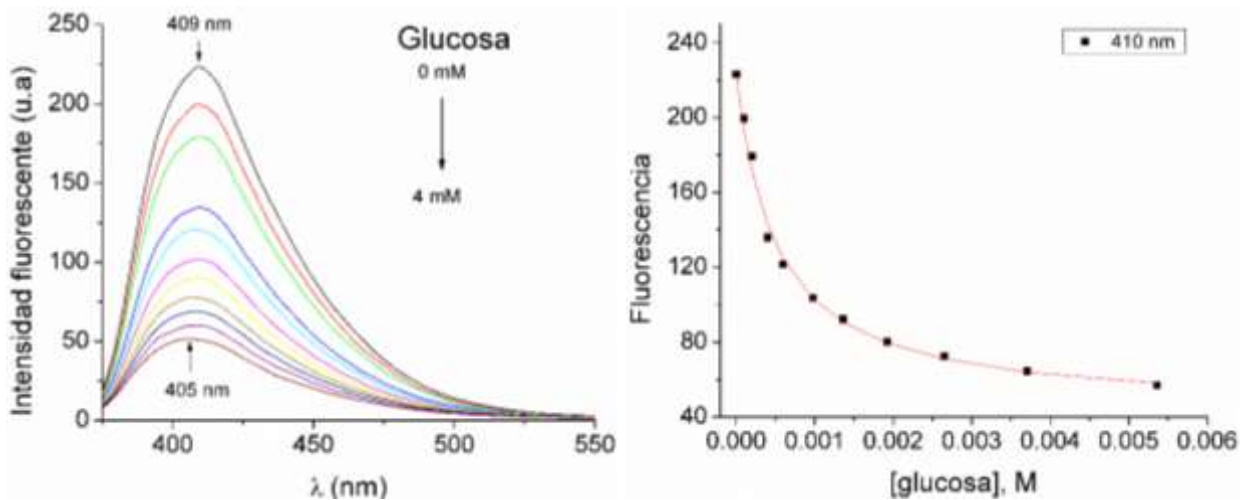 Intensidad fluorescente (u.a)
250
200
150
100
50
0
409 nm
Glucosa
0 mM
4 mM
405 nm
400
450
500
550
λ (nm)
Fluorescencia
240
200
160
120
80
40
410 nm
0.000
0.001
0.002
0.003
0.004
0.005
0.006
[glucosa], M